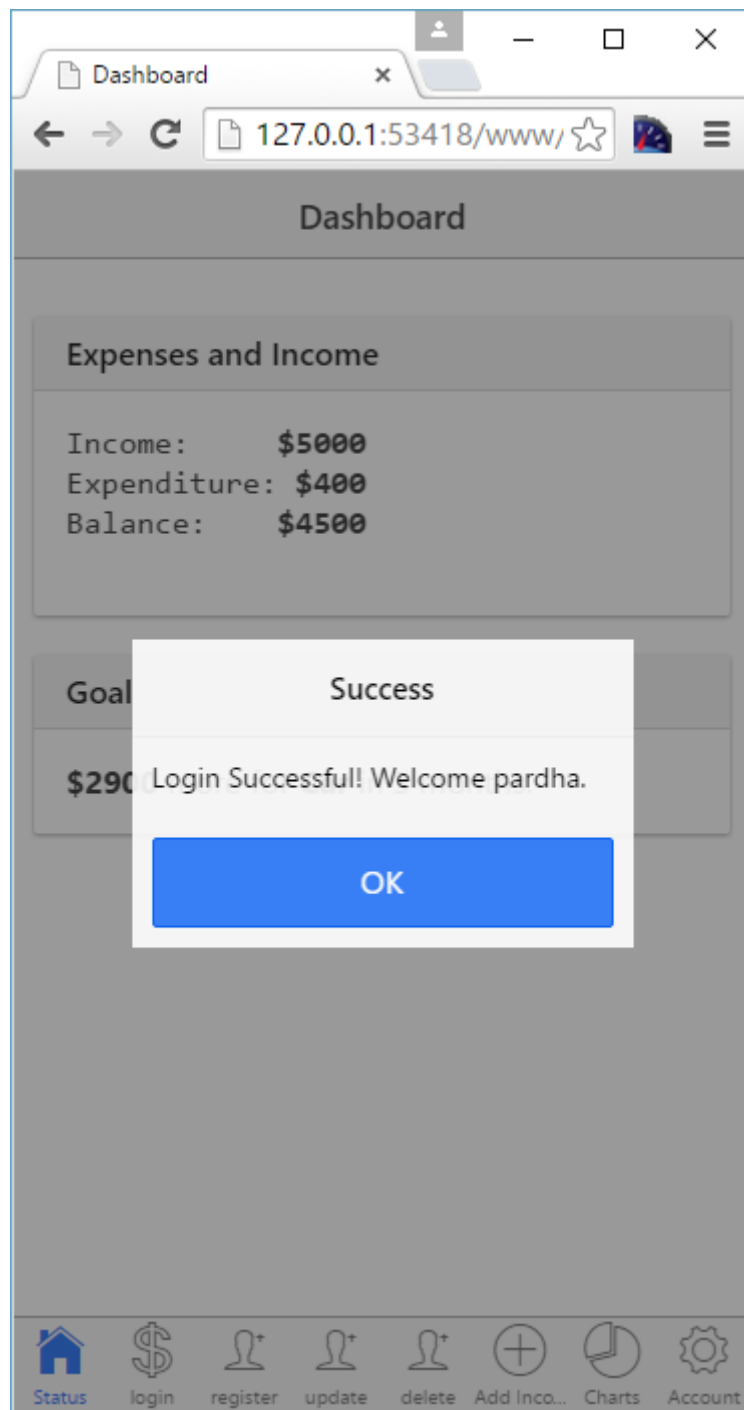 Dashboard
127.0.0.1:53418/www/
Dashboard
Expenses and Income
Income: $5000
Expenditure: $400
Balance: $4500
Goal
$290
Success
Login Successful! Welcome pardha.
OK
Status login register update delete Add Inco... Charts Account